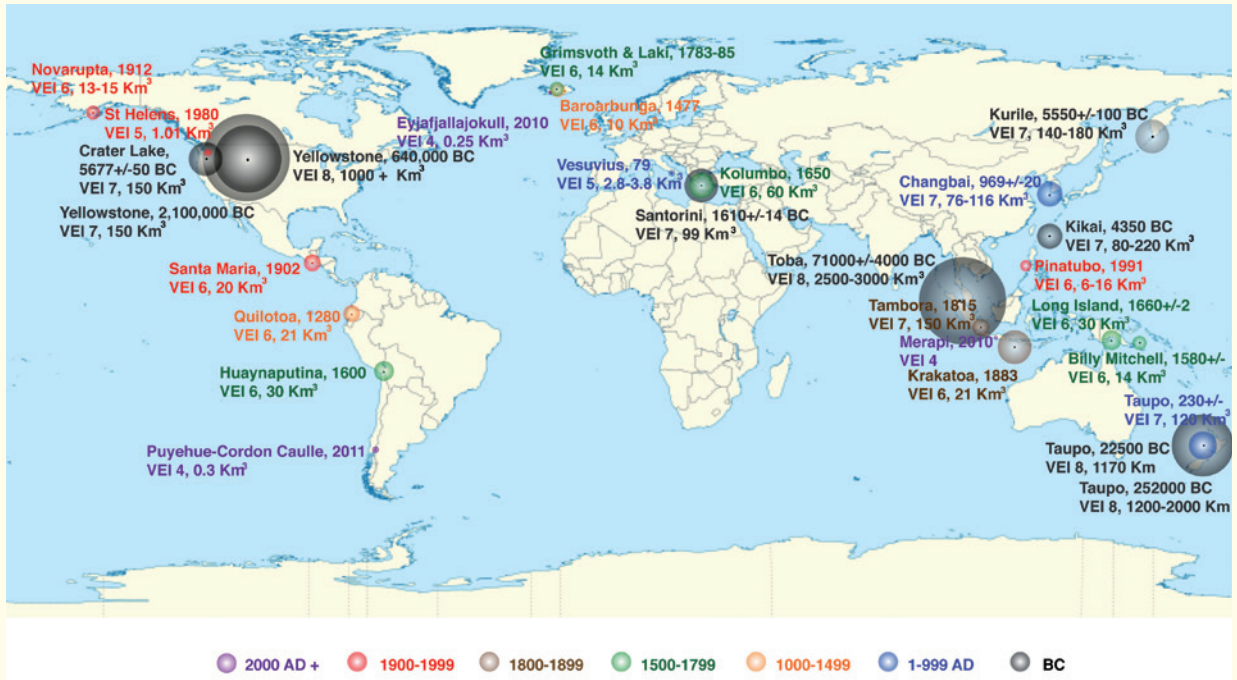 Novarupta, 1912
VEI 6, 13-15 Km³
St Helens, 1980
VEI 5, 1.01 Km³
Crater Lake,
5677+/-50 BC
VEI 7, 150 Km³
Yellowstone, 640,000 BC
VEI 8, 1000 + Km³
Yellowstone, 2,100,000 BC
VEI 7, 150 Km³
Grimsvoth & Laki, 1783-85
VEI 6, 14 Km³
Baroarbunga, 1477
VEI 6, 10 Km³
Eyjafjallajokull, 2010
VEI 4, 0.25 Km³
Vesuvius, 79
VEI 5, 2.8-3.8 Km³
Kolumbo, 1650
VEI 6, 60 Km³
Santorini, 1610+/-14 BC
VEI 7, 99 Km³
Kurile, 5550+/-100 BC
VEI 7, 140-180 Km³
Changbai, 969+/-20
VEI 7, 76-116 Km³
Kikai, 4350 BC
VEI 7, 80-220 Km³
Toba, 71000+/-4000 BC
VEI 8, 2500-3000 Km³
Pinatubo, 1991
VEI 6, 6-16 Km³
Santa Maria, 1902
VEI 6, 20 Km³
Quilotoa, 1280
VEI 6, 21 Km³
Tambora, 1815
VEI 7, 150 Km³
Long Island, 1660+/-2
VEI 6, 30 Km³
Merapi, 2010
VEI 4
Billy Mitchell, 1580+/-
VEI 6, 14 Km³
Krakatoa, 1883
VEI 6, 21 Km³
Huaynaputina, 1600
VEI 6, 30 Km³
Taupo, 230+/-
VEI 7, 120 Km³
Puyehue-Cordon Caulle, 2011
VEI 4, 0.3 Km³
Taupo, 22500 BC
VEI 8, 1170 Km
Taupo, 252000 BC
VEI 8, 1200-2000 Km
2000 AD +
1900-1999
1800-1899
1500-1799
1000-1499
1-999 AD
BC